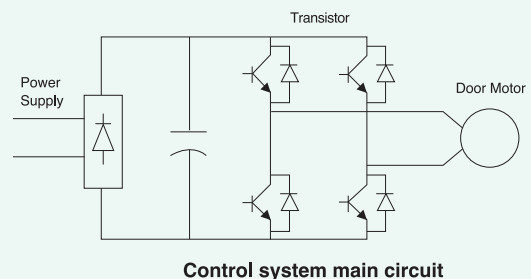 Transistor
Power
Supply
Door Motor
Control system main circuit